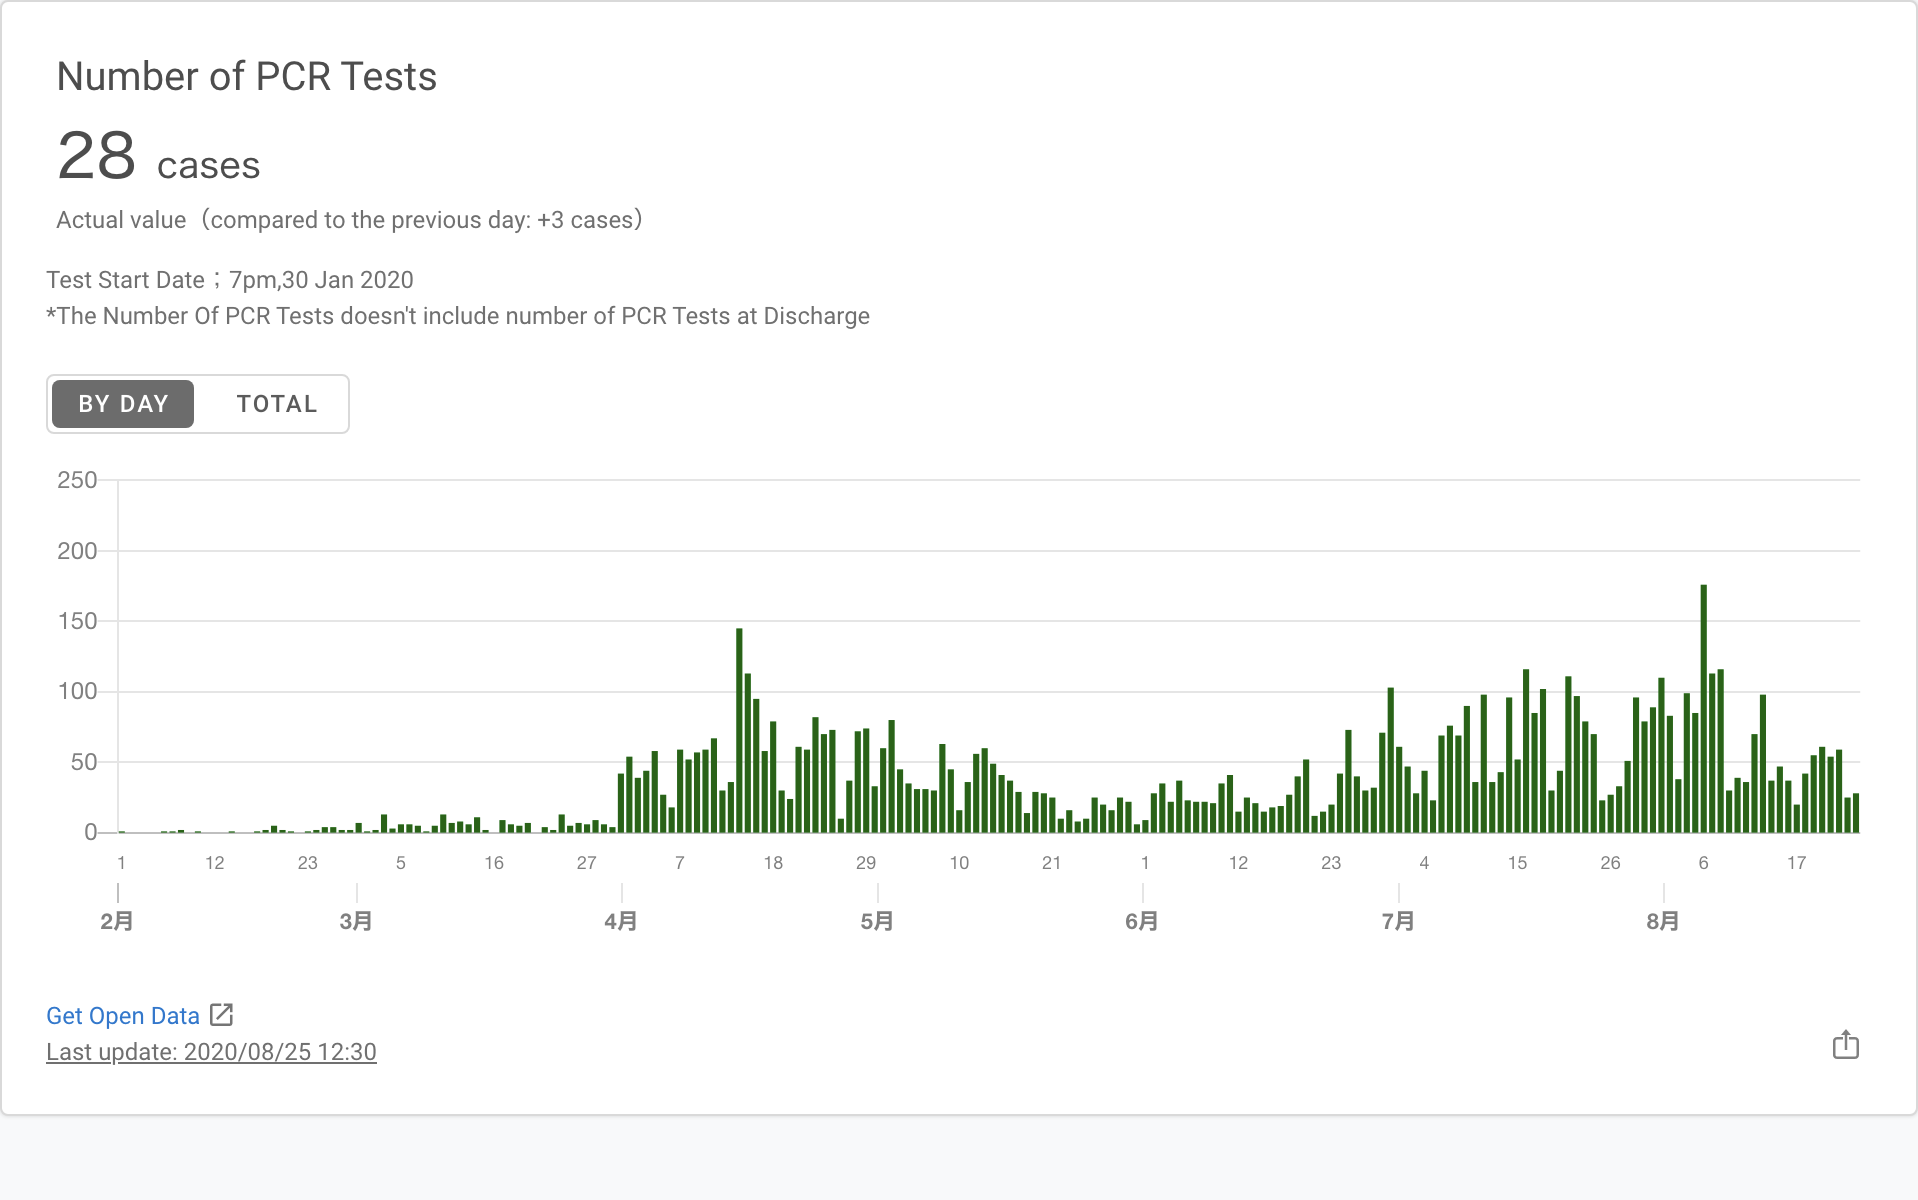 Number of PCR Tests
28 cases
Actual value（compared to the previous day: +3 cases）
Test Start Date；7pm,30 Jan 2020
*The Number Of PCR Tests doesn't include number of PCR Tests at Discharge
BY DAY TOTAL
250
200
150
100
50
0
1 12 23 5 16 27 7 18 29 10 21 1 12 23 4 15 26 6 17
2月 3月 4月 5月 6月 7月 8月
Get Open Data
Last update: 2020/08/25 12:30